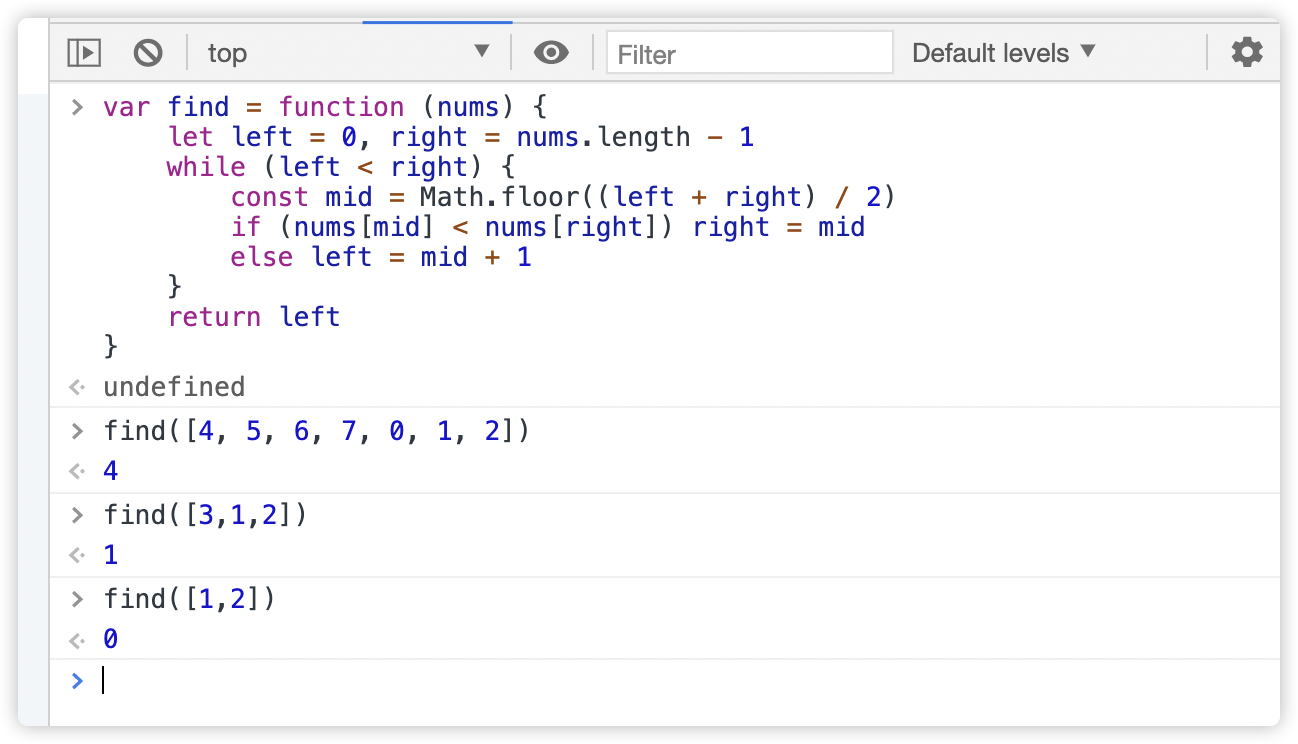 top
Filter
Default levels
> var find = function (nums) {
    let left = 0, right = nums.length - 1
    while (left < right) {
        const mid = Math.floor((left + right) / 2)
        if (nums[mid] < nums[right]) right = mid
        else left = mid + 1
    }
    return left
}
undefined
> find([4, 5, 6, 7, 0, 1, 2])
4
> find([3,1,2])
1
> find([1,2])
0
>